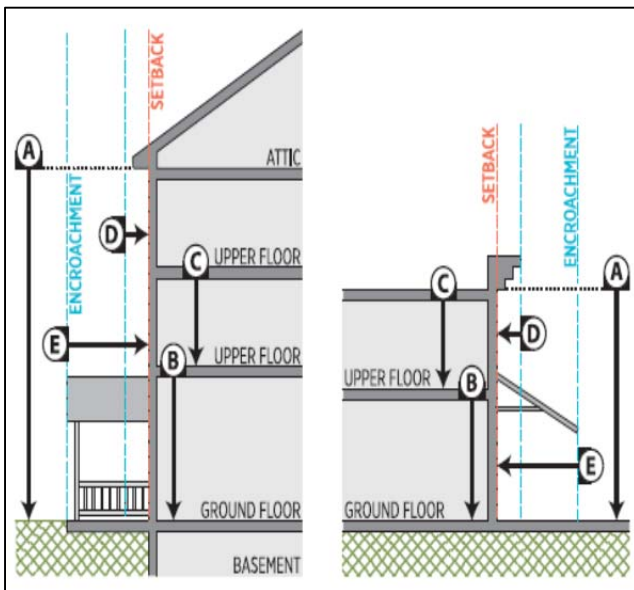 SETBACK
A
ATTIC
ENCROACHMENT
D
UPPER FLOOR
C
E
UPPER FLOOR
B
GROUND FLOOR
BASEMENT
SETBACK
ENCROACHMENT
A
C
D
UPPER FLOOR
B
E
GROUND FLOOR